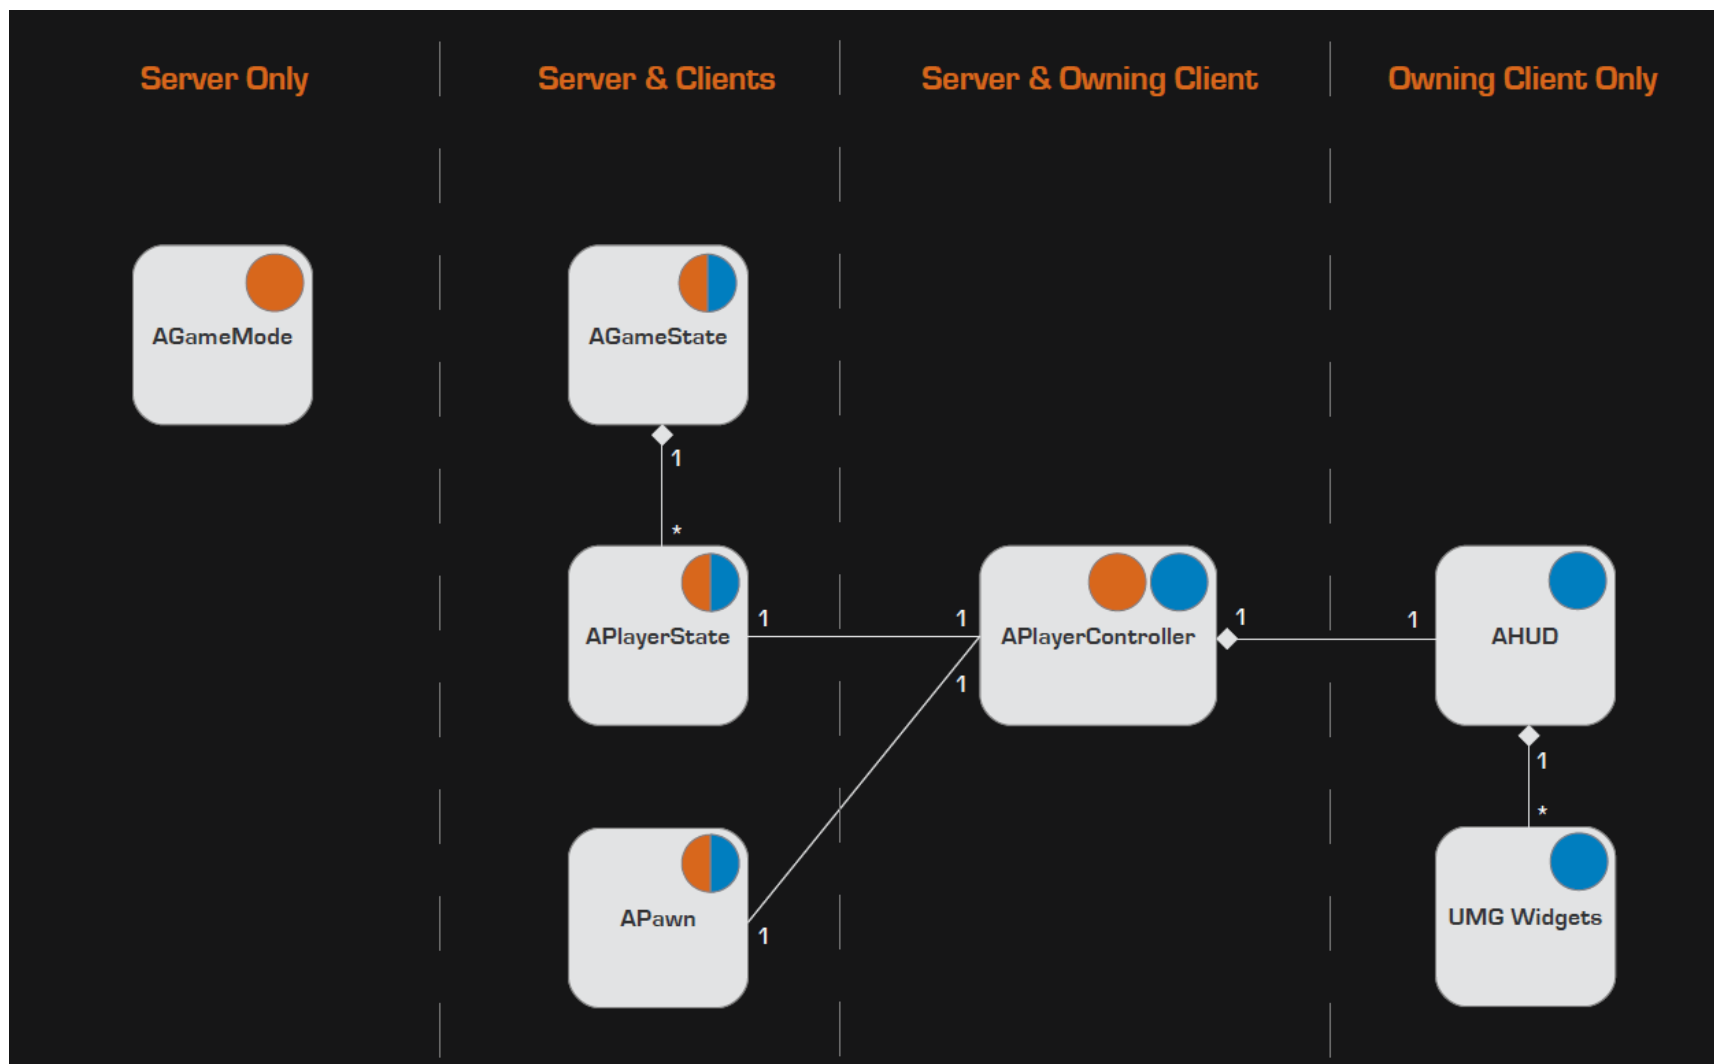 Server Only
Server & Clients
Server & Owning Client
Owning Client Only
AGameMode
AGameState
1
*
APlayerState
1
1
APlayerController
1
1
AHUD
1
1
*
APawn
1
UMG Widgets